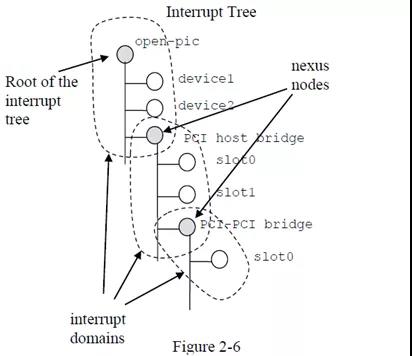 Interrupt Tree
open-pic
Root of the
interrupt
tree
device1
device2
nexus
nodes
PCI host bridge
slot0
slot1
PCI-PCI bridge
slot0
interrupt
domains
Figure 2-6